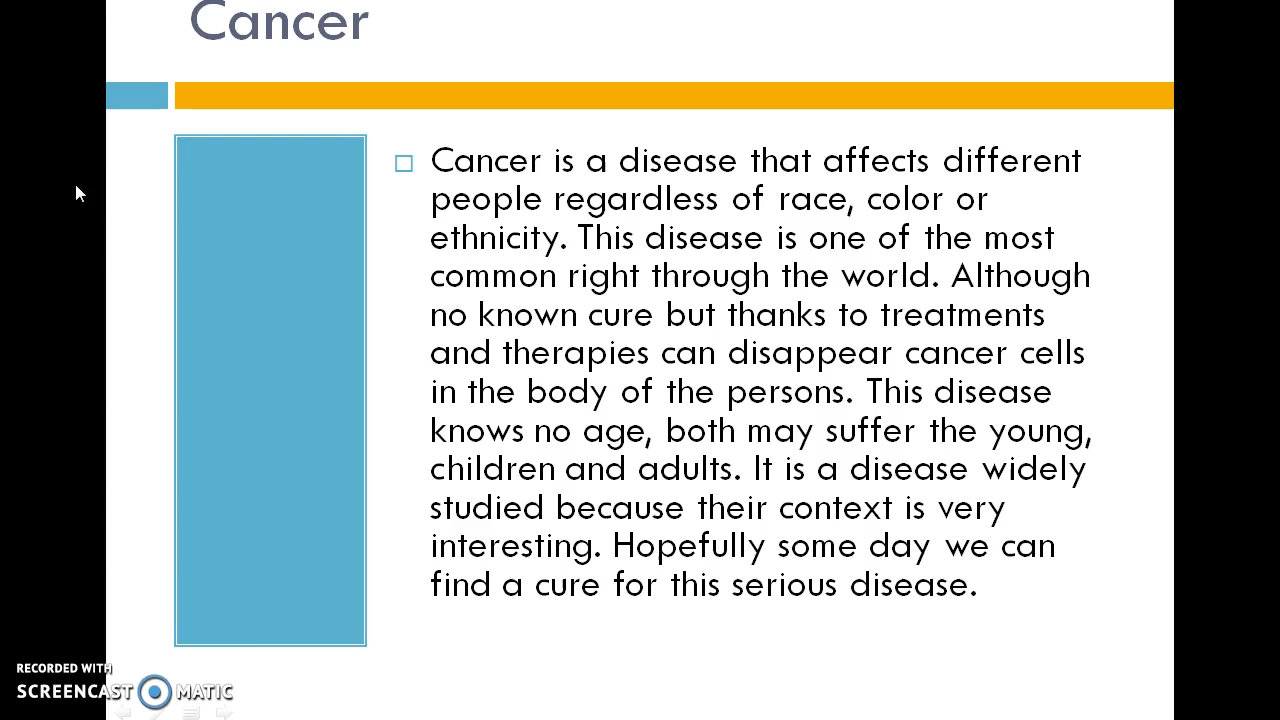 Cancer
Cancer is a disease that affects different
people regardless of race, color or
ethnicity. This disease is one of the most
common right through the world. Although
no known cure but thanks to treatments
and therapies can disappear cancer cells
in the body of the persons. This disease
knows no age, both may suffer the young,
children and adults. It is a disease widely
studied because their context is very
interesting. Hopefully some day we can
find a cure for this serious disease.
RECORDED WITH
SCREENCAST MATIC